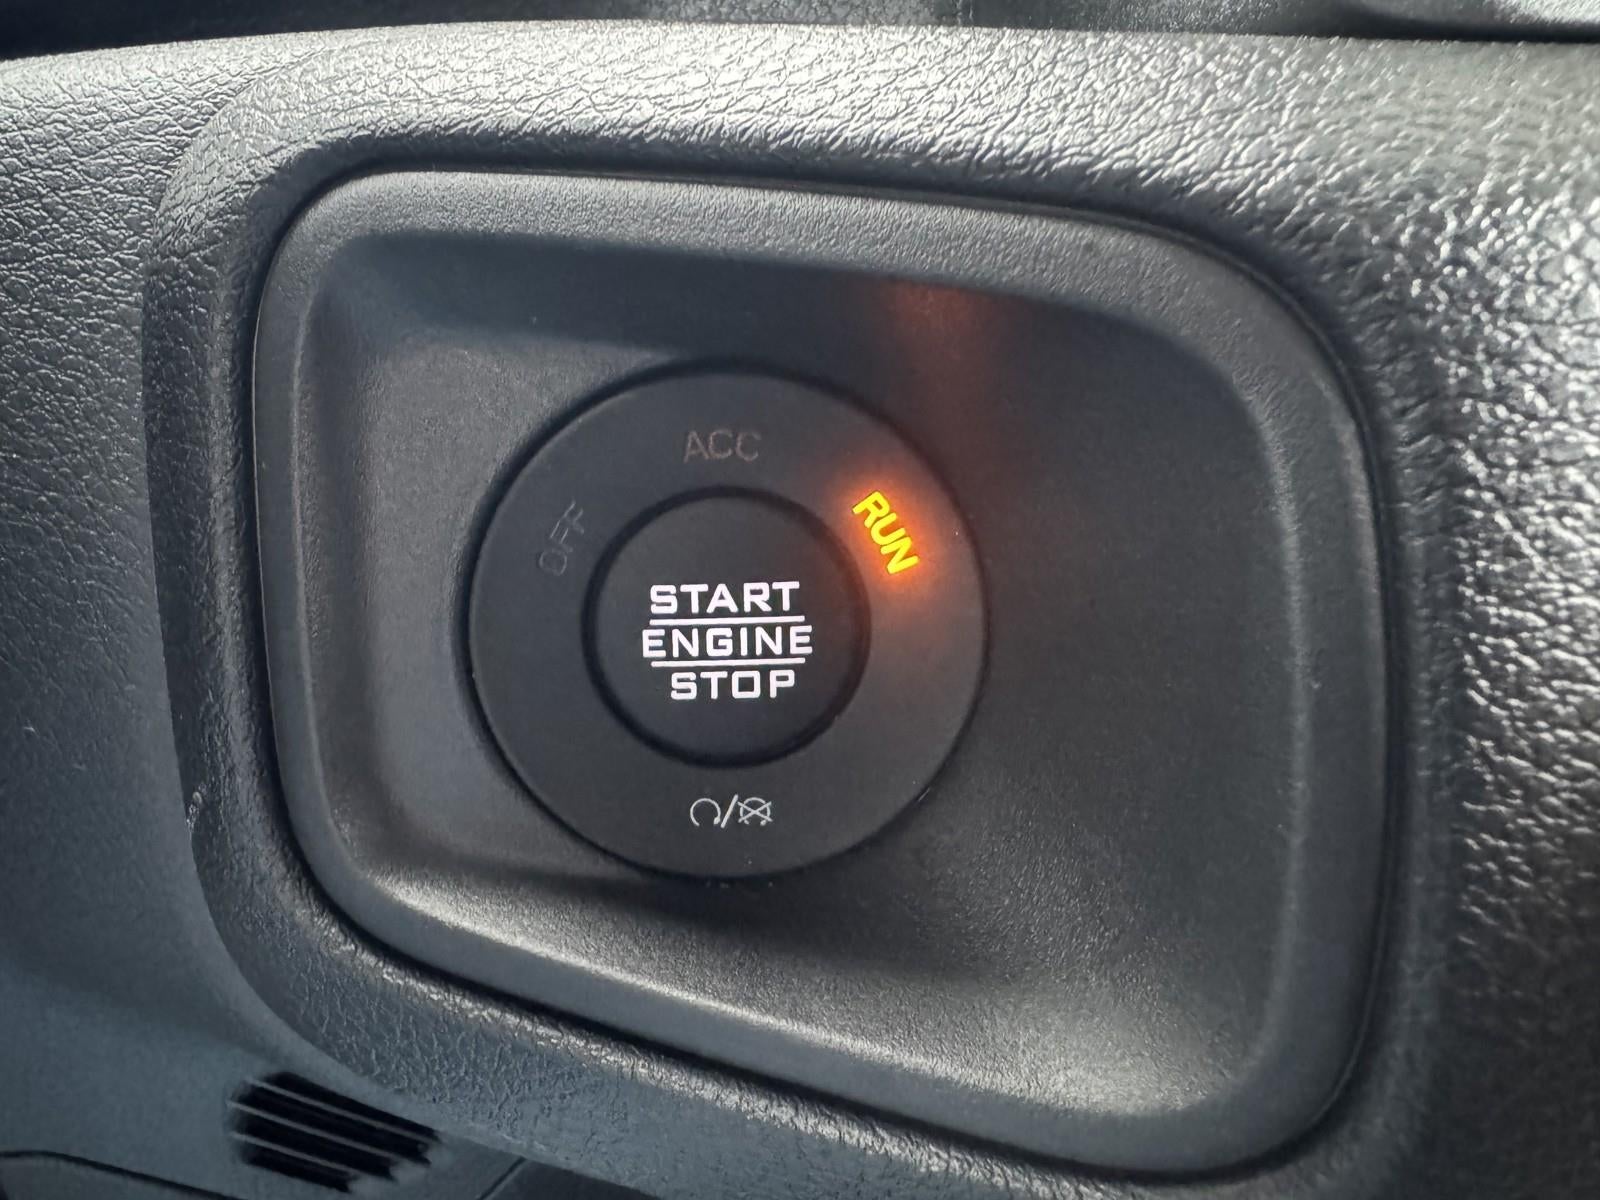 ACC
OFF
RUN
START
ENGINE
STOP